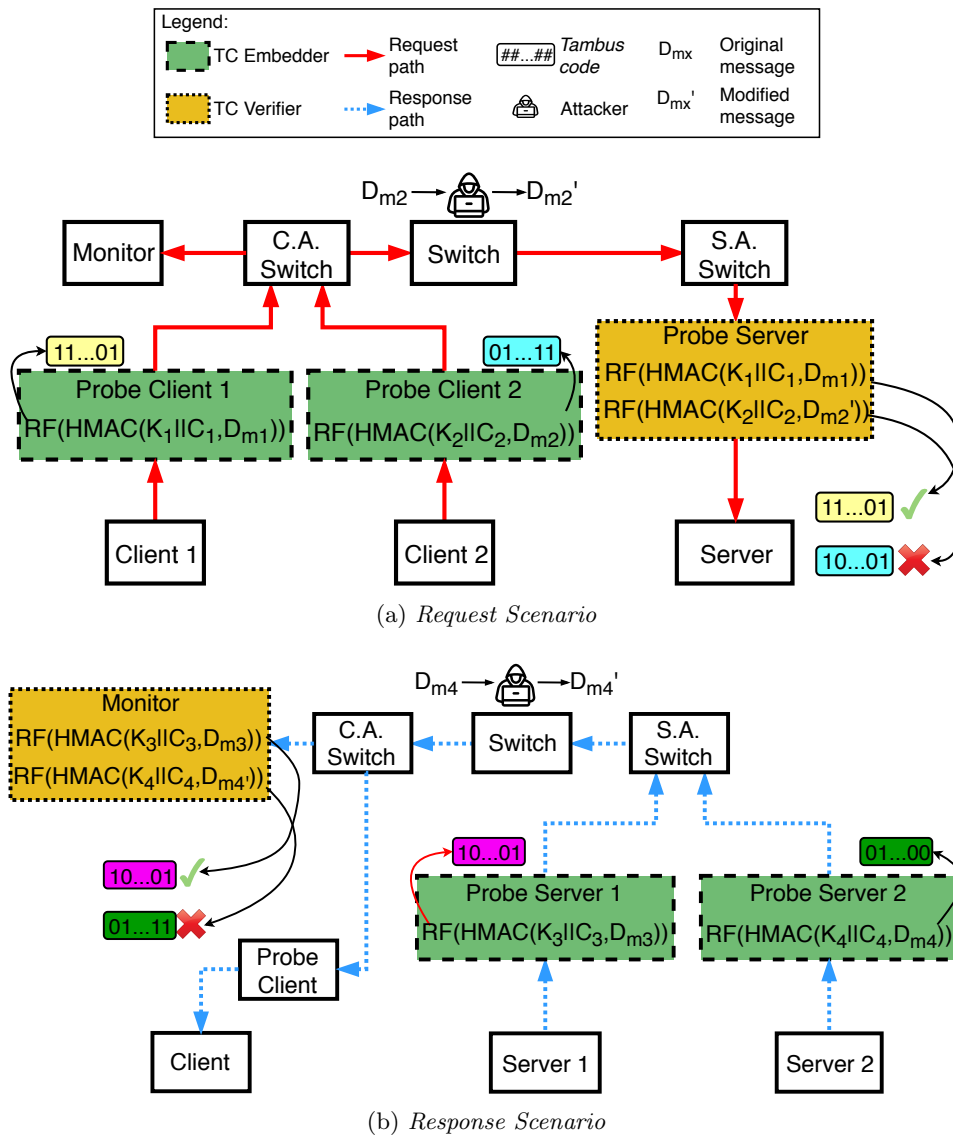 Legend:
TC Embedder
Request path
##...##
Tambus code
Dmx
Original message
TC Verifier
Response path
Attacker
Dmx'
Modified message
Dm2
Dm2'
Monitor
C.A. Switch
Switch
S.A. Switch
11...01
01...11
Probe Client 1
RF(HMAC(K1||C1,Dm1))
Probe Client 2
RF(HMAC(K2||C2,Dm2))
Probe Server
RF(HMAC(K1||C1,Dm1))
RF(HMAC(K2||C2,Dm2'))
11...01
10...01
Client 1
Client 2
Server
(a) Request Scenario
Dm4
Dm4'
Monitor
RF(HMAC(K3||C3,Dm3))
RF(HMAC(K4||C4,Dm4'))
C.A. Switch
Switch
S.A. Switch
10...01
01...11
10...01
01...00
Probe Server 1
RF(HMAC(K3||C3,Dm3))
Probe Server 2
RF(HMAC(K4||C4,Dm4))
Probe Client
Client
Server 1
Server 2
(b) Response Scenario